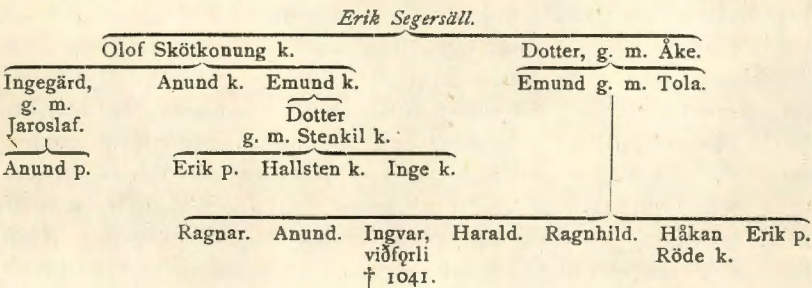 Erik Segersäll.
Olof Skötkonung k. Dotter, g. m. Åke.
Ingegärd, Anund k. Emund k. Emund g. m. Tola.
g. m. Dotter
Jaroslaf. g. m. Stenkil k.
Anund p. Erik p. Hallsten k. Inge k.
Ragnar. Anund. Ingvar, Harald. Ragnhild. Håkan Erik p.
viðfǫrli Röde k.
† 1041.